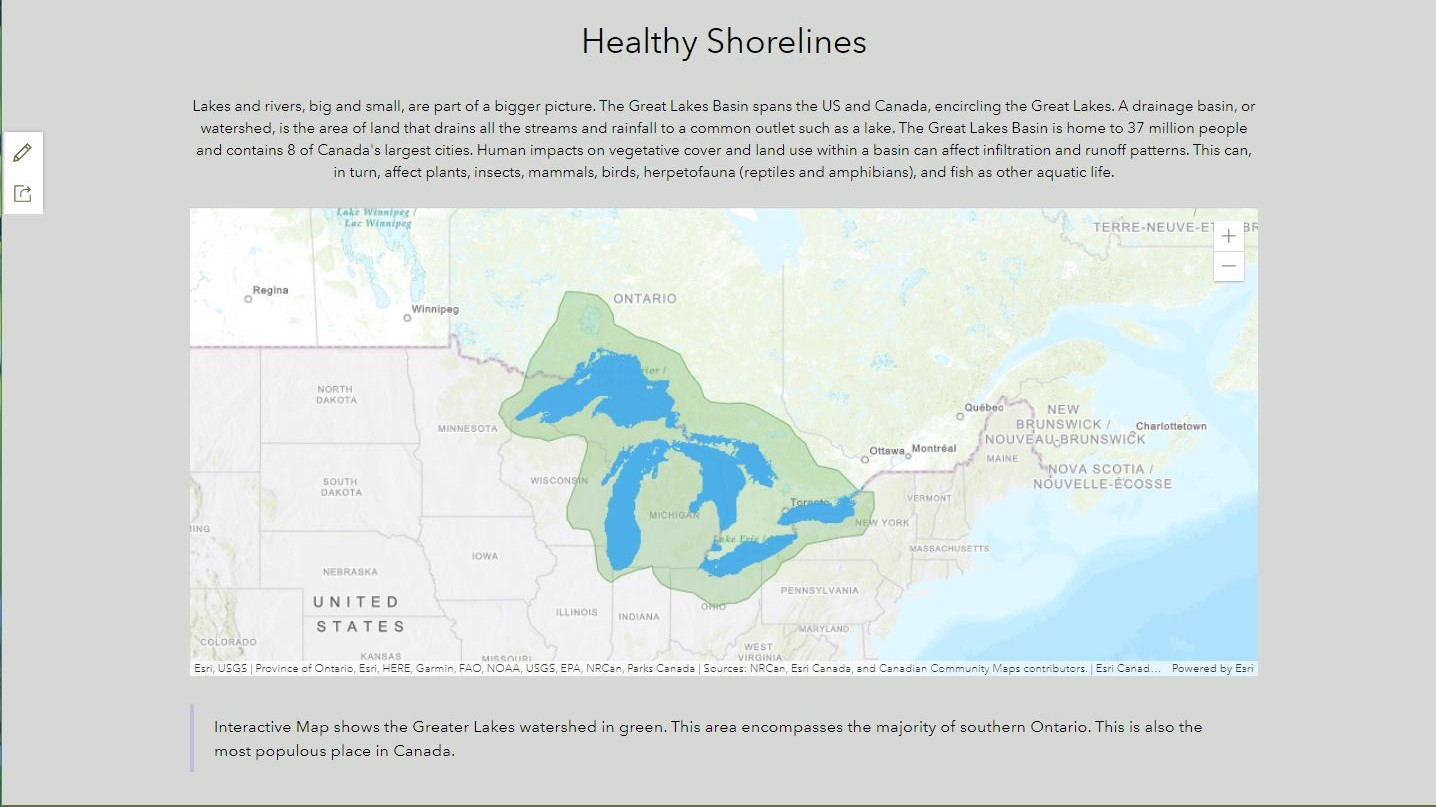 Healthy Shorelines
Lakes and rivers, big and small, are part of a bigger picture. The Great Lakes Basin spans the US and Canada, encircling the Great Lakes. A drainage basin, or
watershed, is the area of land that drains all the streams and rainfall to a common outlet such as a lake. The Great Lakes Basin is home to 37 million people
and contains 8 of Canada's largest cities. Human impacts on vegetative cover and land use within a basin can affect infiltration and runoff patterns. This can,
in turn, affect plants, insects, mammals, birds, herpetofauna (reptiles and amphibians), and fish as other aquatic life.
Lake Winnipeg /
Lac Winnipeg
TERRE-NEUVE-ET
BR
Regina
ONTARIO
Winnipeg
rior /
NORTH
DAKOTA
Québec
NEW
BRUNSWICK /
NOUVEAU-BRUNSWICK
Charlottetown
MINNESOTA
Ottawa
Montréal
MAINE
NOVA SCOTIA /
NOUVELLE-ÉCOSSE
WISCONSIN
SOUTH
DAKOTA
Toronto
VERMONT
MICHIGAN
NEW YORK
ING
Lake Erie /
MASSACHUSETTS
IOWA
NEBRASKA
PENNSYLVANIA
UNITED
STATES
ILLINOIS
INDIANA
OHIO
MARYLAND
COLORADO
KANSAS
MISSOURI
WEST
VIRGINIA
Esri, USGS | Province of Ontario, Esri, HERE, Garmin, FAO, NOAA, USGS, EPA, NRCan, Parks Canada | Sources: NRCan, Esri Canada, and Canadian Community Maps contributors. | Esri Canad... Powered by Esri
Interactive Map shows the Greater Lakes watershed in green. This area encompasses the majority of southern Ontario. This is also the
most populous place in Canada.